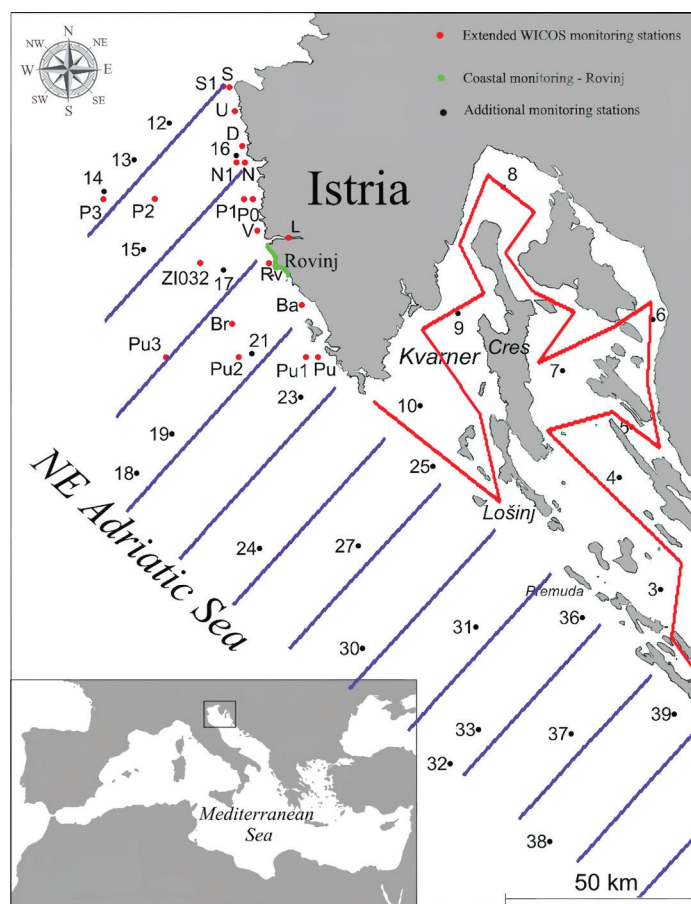 N
NW
NE
W
E
SW
SE
S
Extended WICOS monitoring stations
Coastal monitoring - Rovinj
Additional monitoring stations
S1 S
U
12
D
16
13
N1 N
8
14
P3
P2
P1 P0
Istria
V
L
15
Rovinj
ZI032
17
Rv
Ba
9
6
Br
Kvarner
Cres
Pu3
21
Pu2
Pu1 Pu
7
23
10
5
19
18
25
4
NE Adriatic Sea
Lošinj
24
27
Premuda
3
36
31
30
39
33
37
32
38
Mediterranean
Sea
50 km